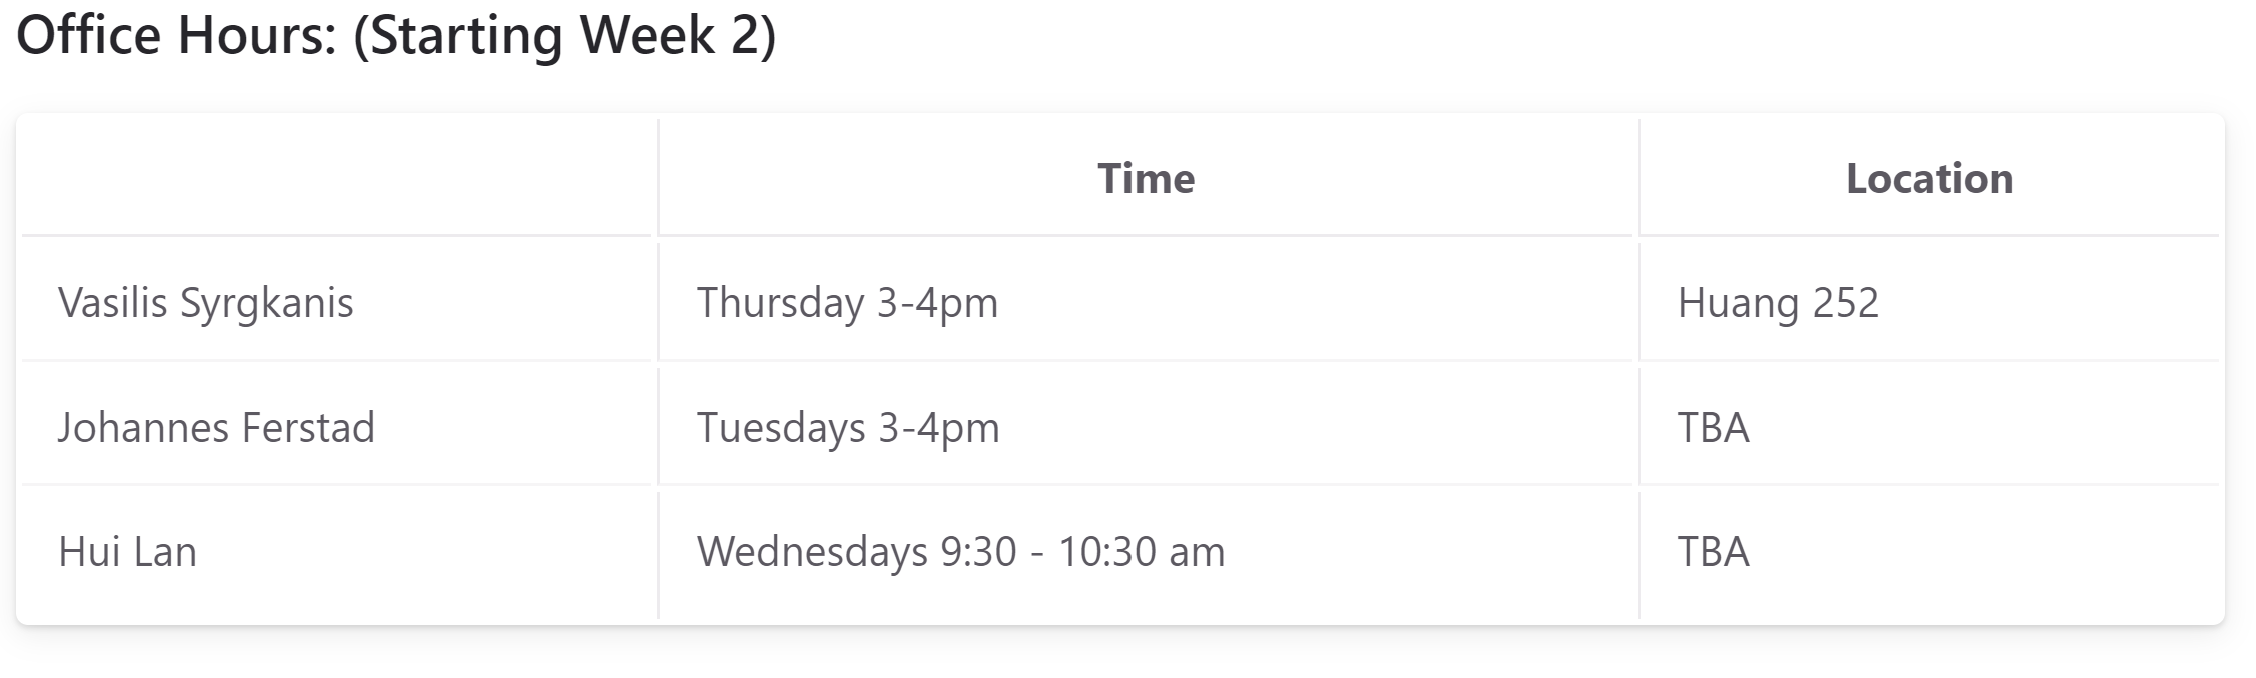 Office Hours: (Starting Week 2)
Time Location
Vasilis Syrgkanis Thursday 3-4pm Huang 252
Johannes Ferstad Tuesdays 3-4pm TBA
Hui Lan Wednesdays 9:30 - 10:30 am TBA